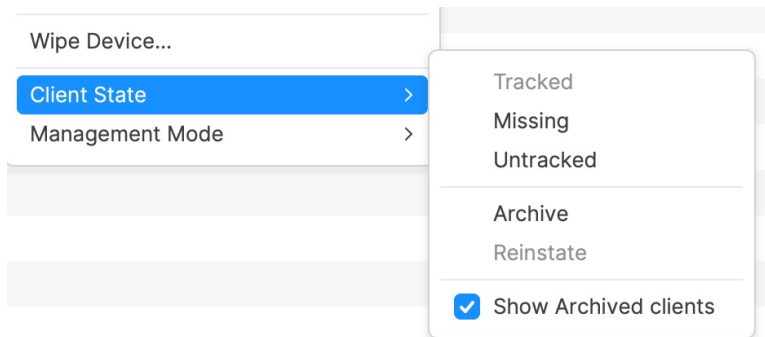 Wipe Device...
Client State
Management Mode
Tracked
Missing
Untracked
Archive
Reinstate
Show Archived clients